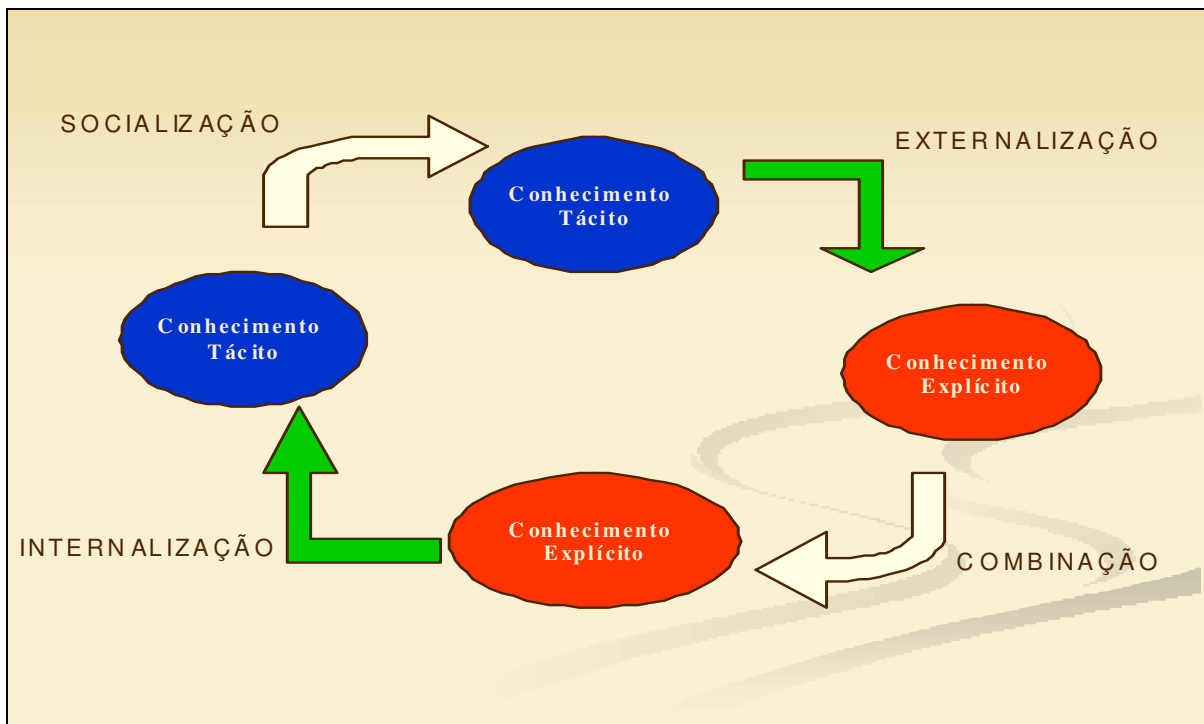 SOCIALIZAÇÃO
EXTERNALIZAÇÃO
Conhecimento
Tácito
Conhecimento
Tácito
Conhecimento
Explícito
Conhecimento
Explícito
INTERNALIZAÇÃO
COMBINAÇÃO